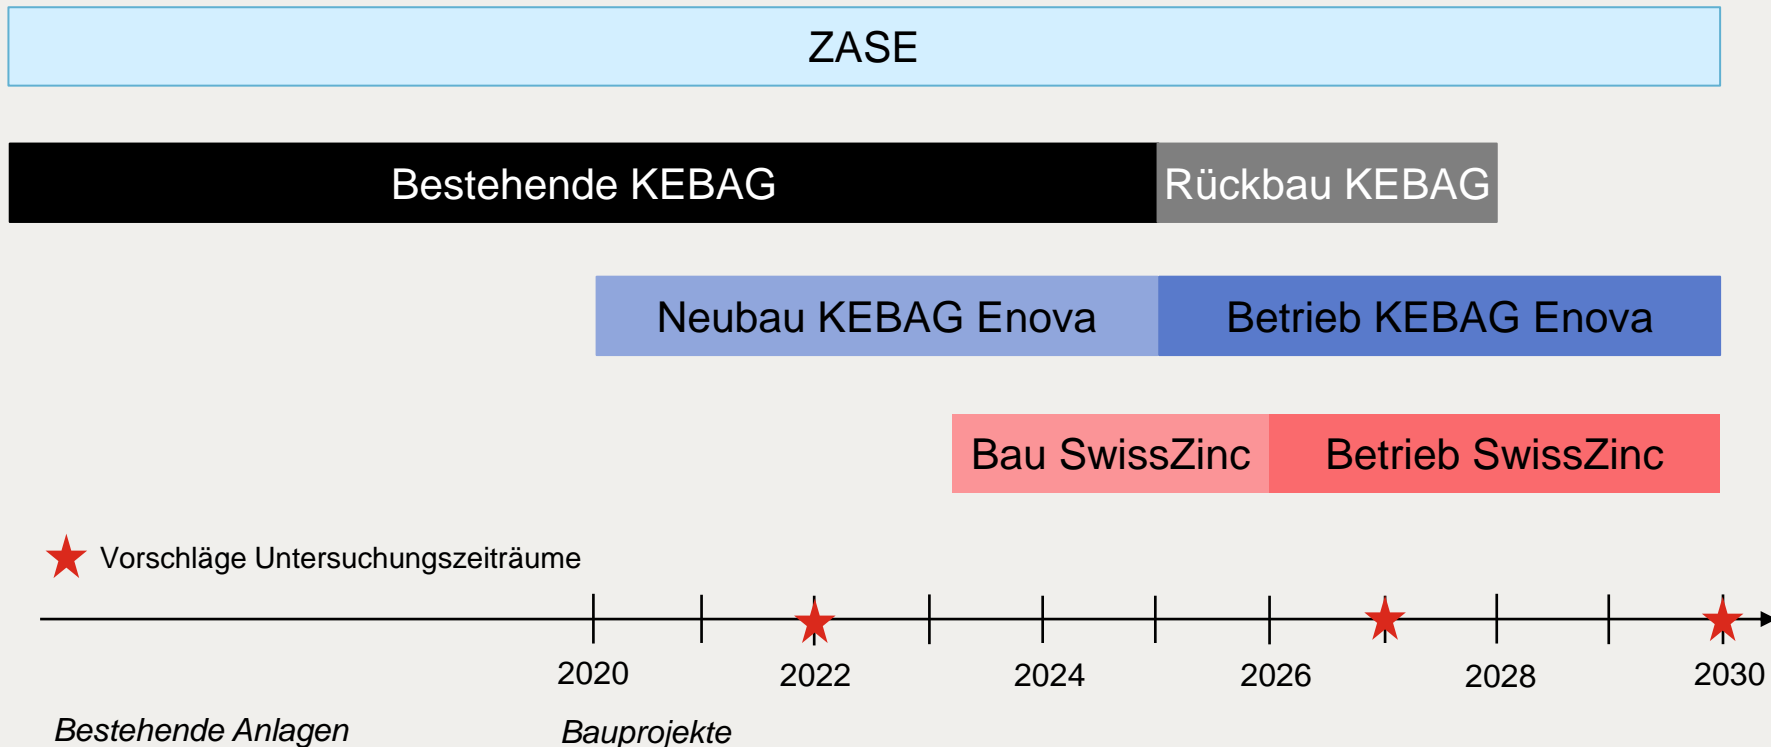 ZASE
Bestehende KEBAG
Rückbau KEBAG
Neubau KEBAG Enova
Betrieb KEBAG Enova
Bau SwissZinc
Betrieb SwissZinc
Vorschläge Untersuchungszeiträume
2020
2022
2024
2026
2028
2030
Bestehende Anlagen
Bauprojekte